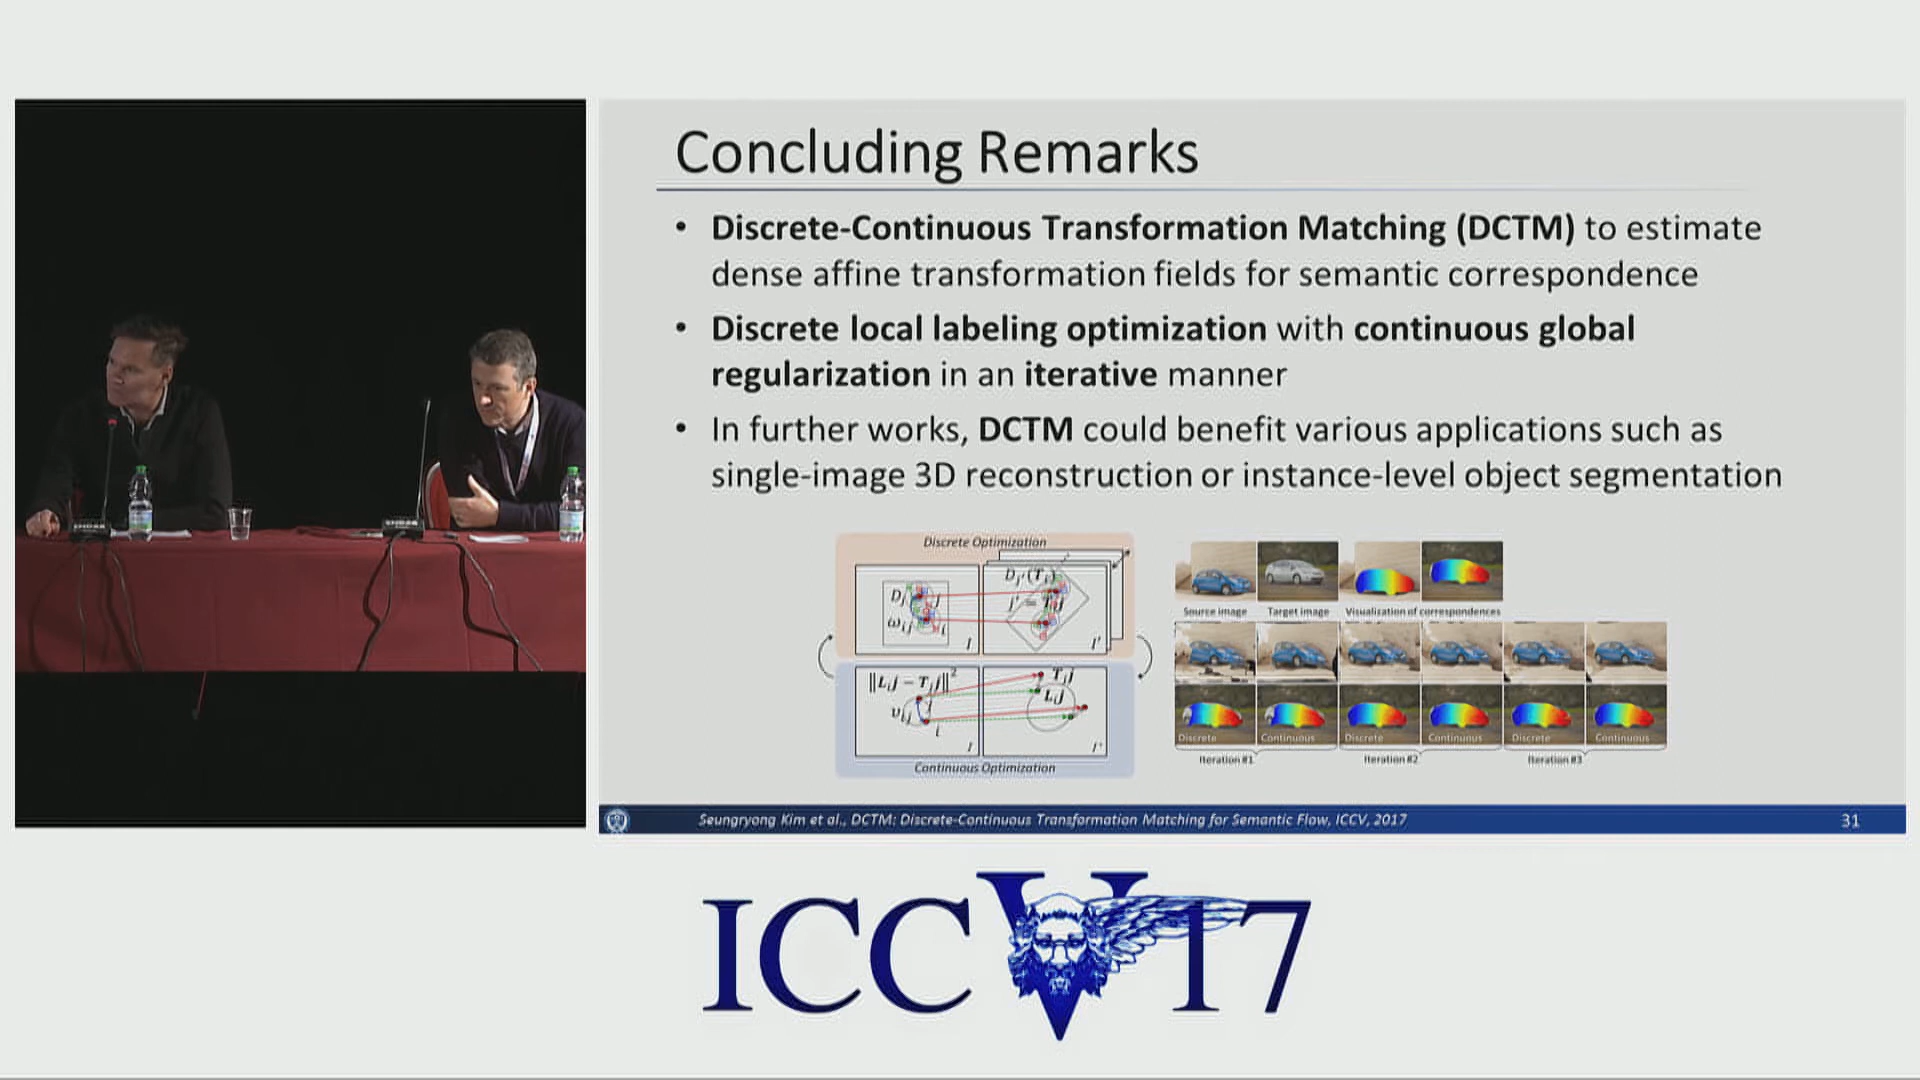 Concluding Remarks
• Discrete-Continuous Transformation Matching (DCTM) to estimate
dense affine transformation fields for semantic correspondence
• Discrete local labeling optimization with continuous global
regularization in an iterative manner
• In further works, DCTM could benefit various applications such as
single-image 3D reconstruction or instance-level object segmentation
Discrete Optimization
Continuous Optimization
Source image
Target image
Visualization of correspondences
Discrete
Continuous
Discrete
Continuous
Discrete
Continuous
Iteration #1
Iteration #2
Iteration #3
Seungryong Kim et al., DCTM: Discrete-Continuous Transformation Matching for Semantic Flow, ICCV, 2017
31
ICCV17